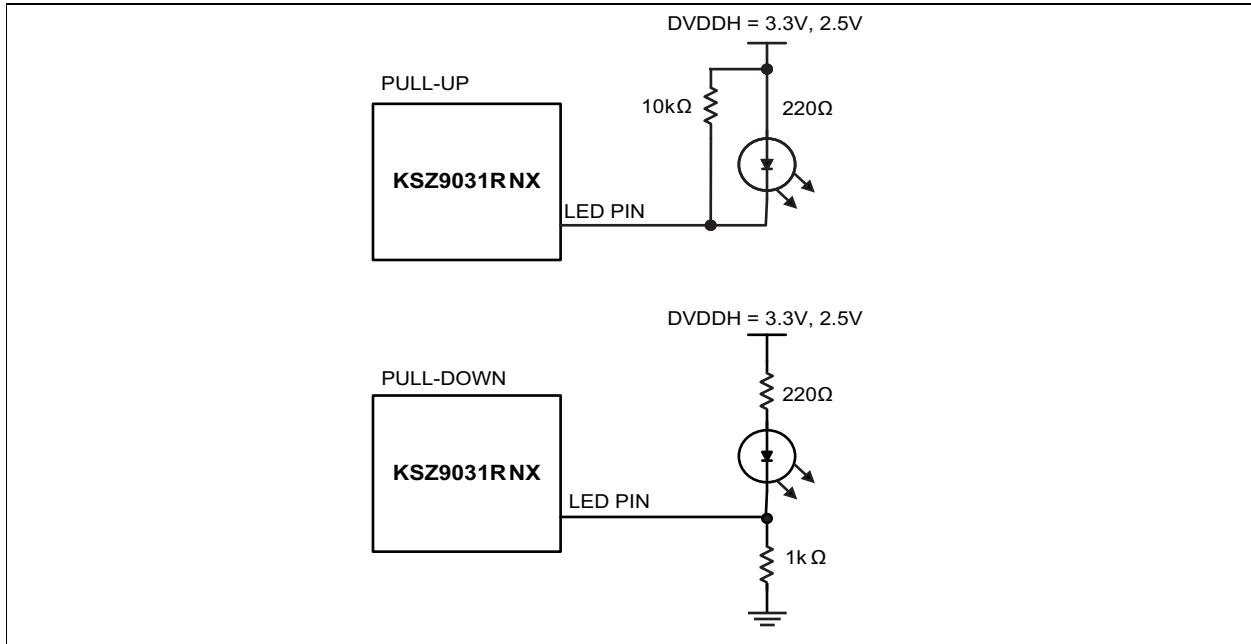 DVDDH = 3.3V, 2.5V
PULL-UP
10kΩ
220Ω
KSZ9031RNX
LED PIN
DVDDH = 3.3V, 2.5V
PULL-DOWN
220Ω
KSZ9031RNX
LED PIN
1kΩ